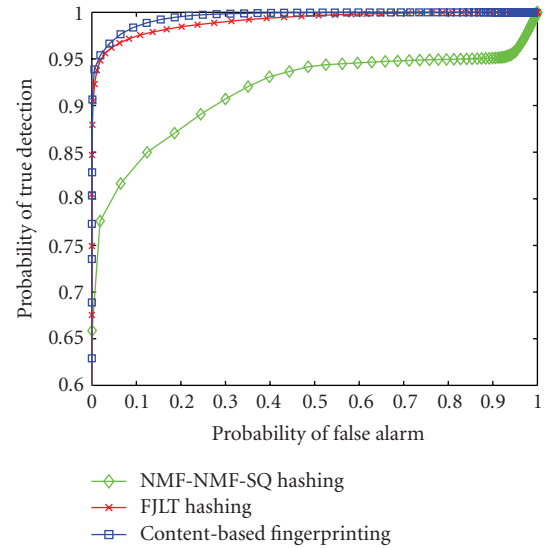 1
0.95
0.9
0.85
0.8
0.75
0.7
0.65
0.6
Probability of true detection
0 0.1 0.2 0.3 0.4 0.5 0.6 0.7 0.8 0.9 1
Probability of false alarm
NMF-NMF-SQ hashing
FJLT hashing
Content-based fingerprinting